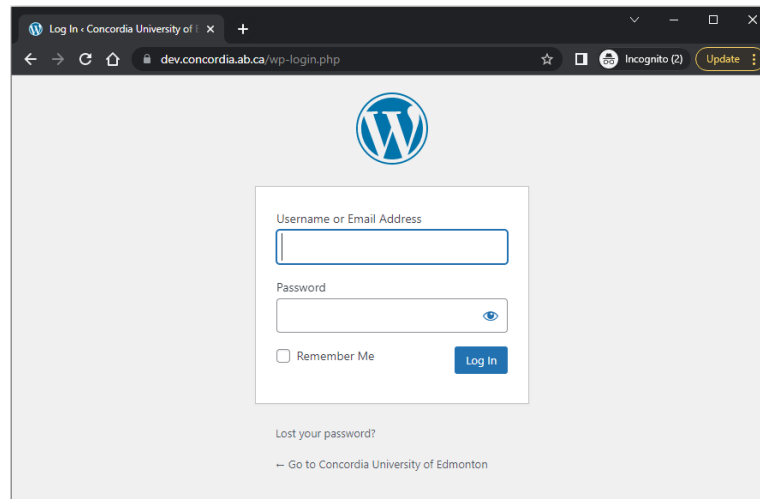 Log In ‹ Concordia University of E
dev.concordia.ab.ca/wp-login.php
Incognito (2)
Update
Username or Email Address
Password
Remember Me
Log In
Lost your password?
← Go to Concordia University of Edmonton